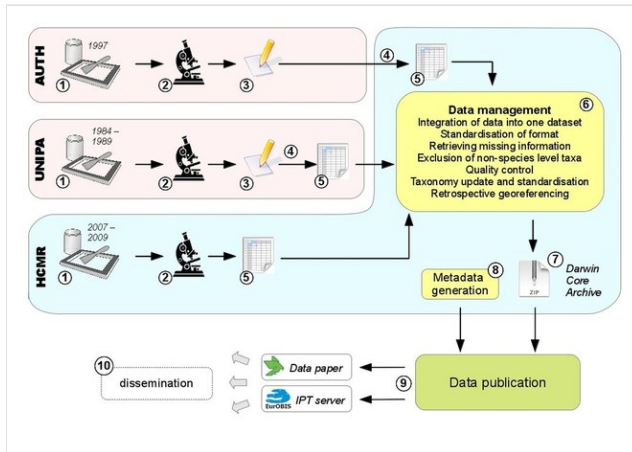 AUTH
1997
1
2
3
4
5
UNIPA
1984 –
1989
1
2
3
4
5
HCMR
2007 –
2009
1
2
5
Data management
6
Integration of data into one dataset
Standardisation of format
Retrieving missing information
Exclusion of non-species level taxa
Quality control
Taxonomy update and standardisation
Retrospective georeferencing
Metadata
generation
8
7
ZIP
Darwin
Core
Archive
10
dissemination
Data paper
EurOBIS
IPT server
9
Data publication